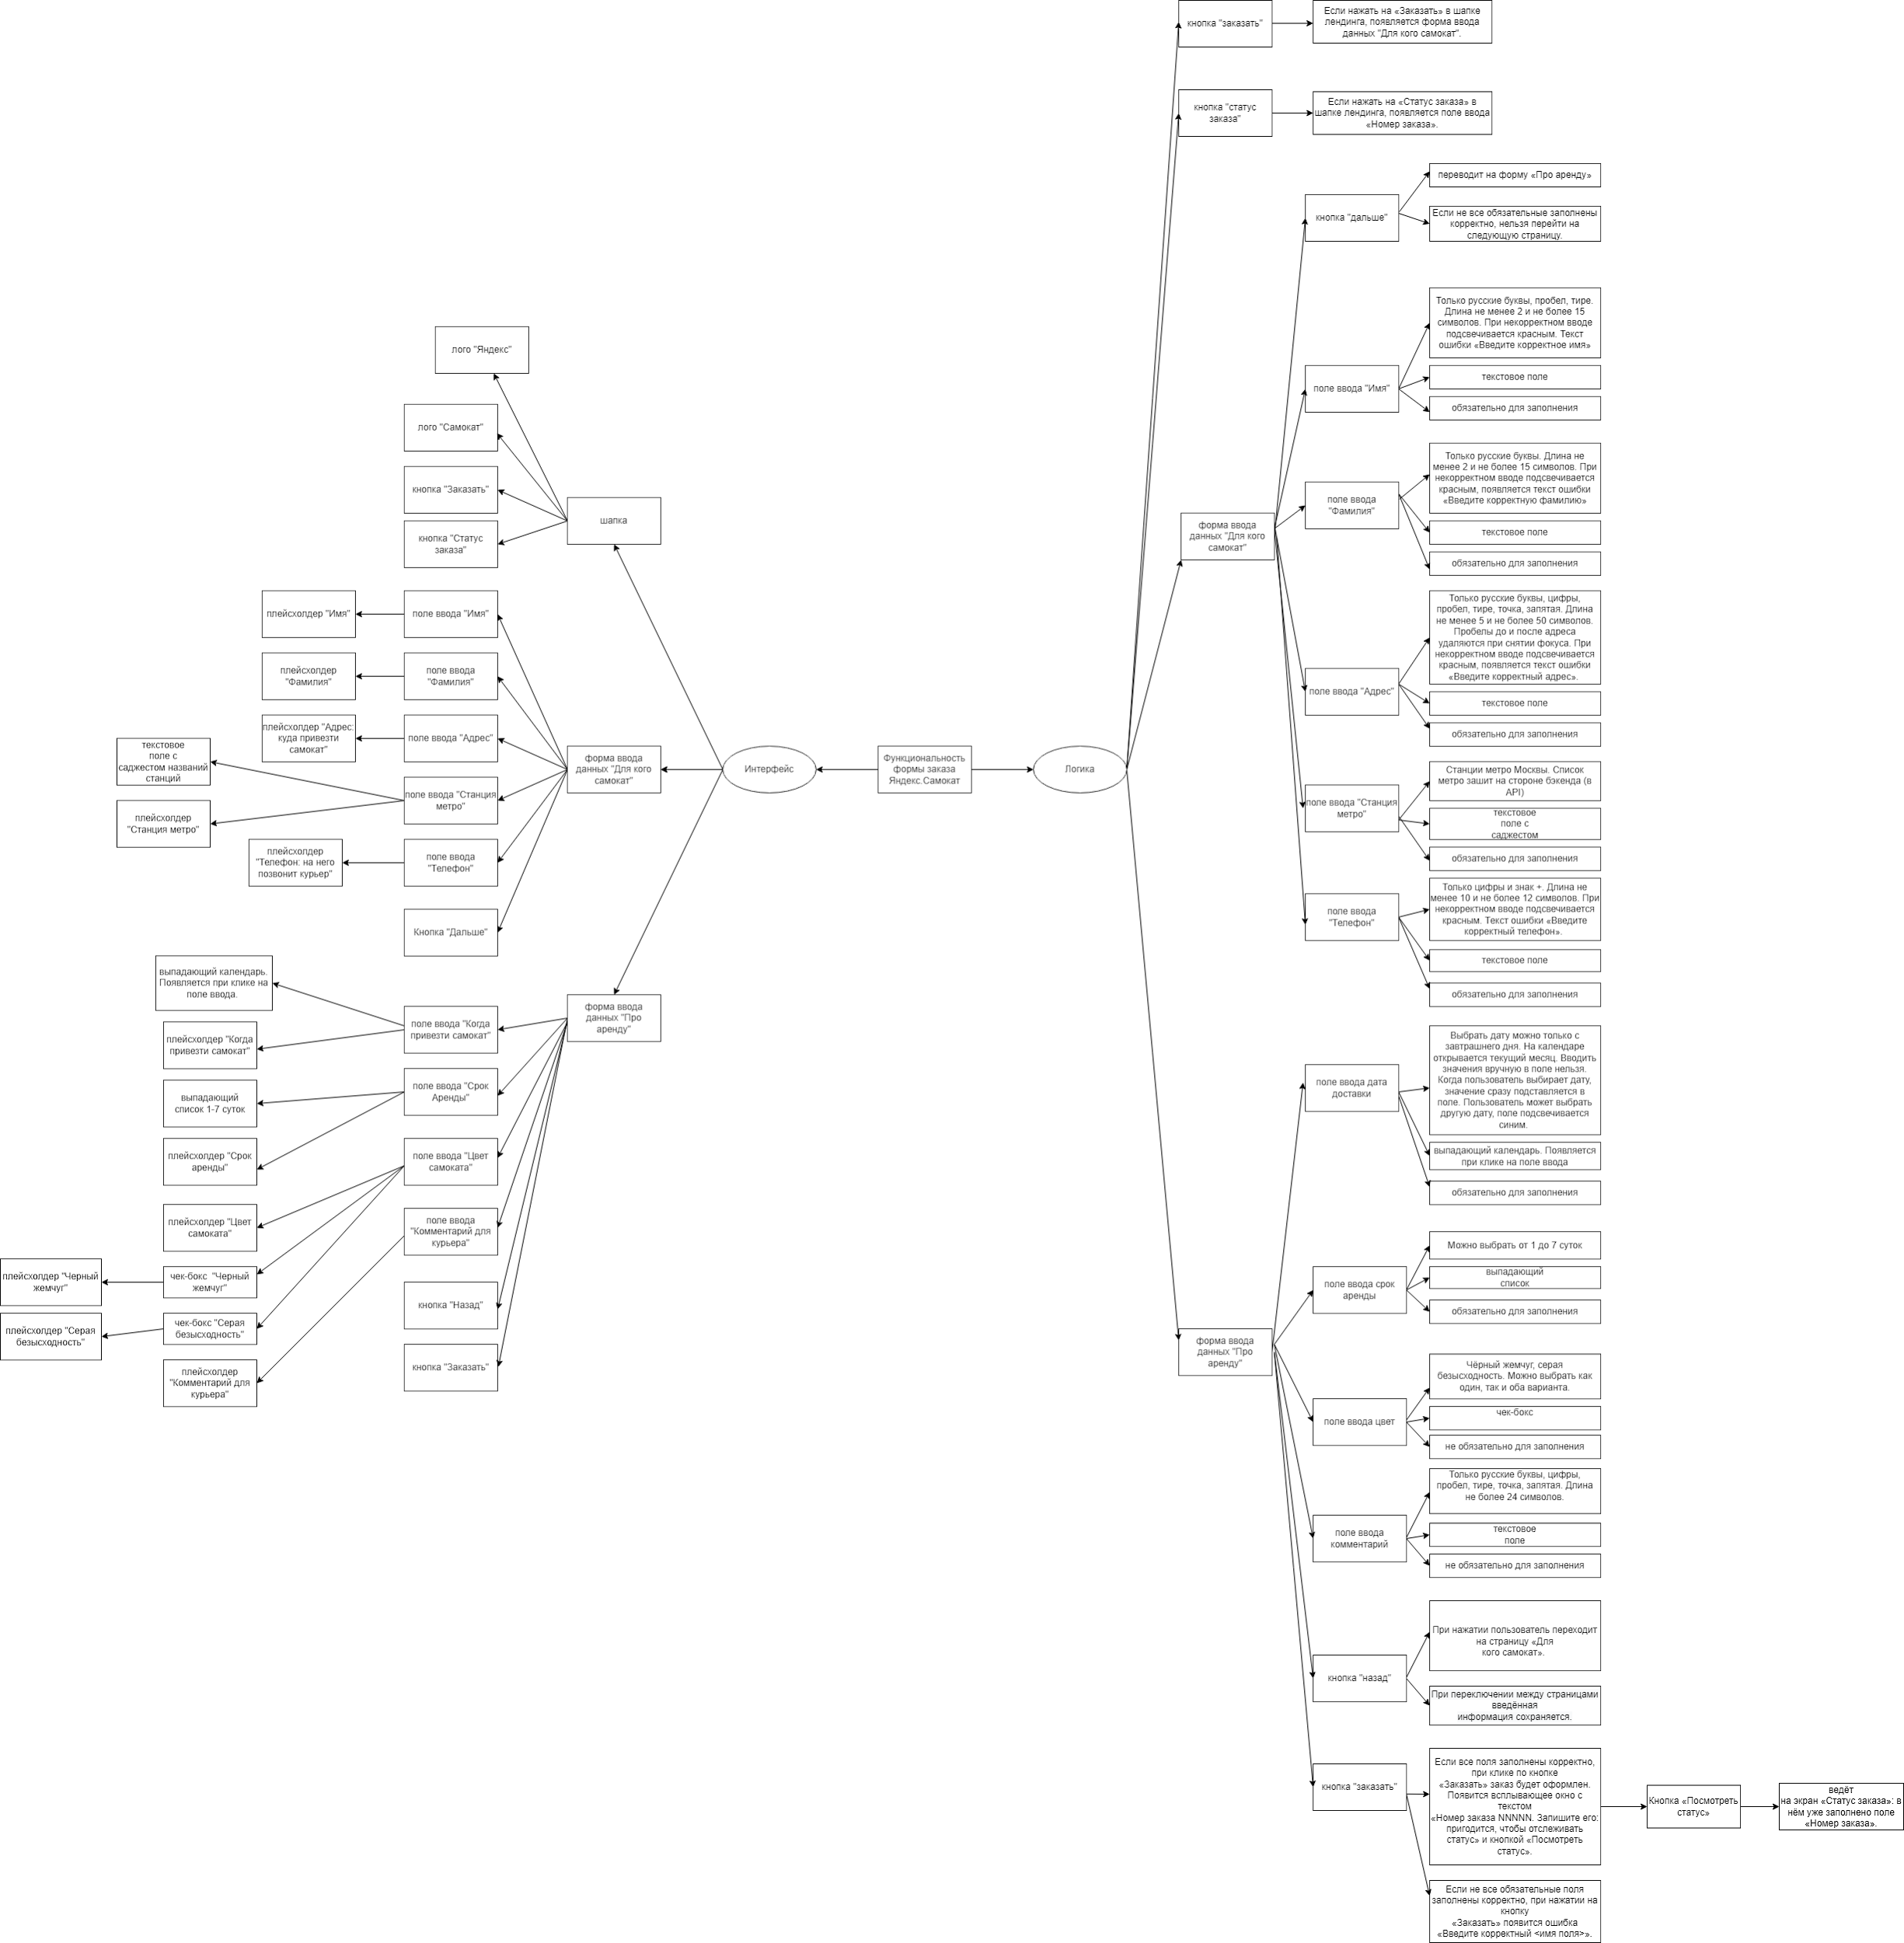 Функциональность
формы заказа
Яндекс.Самокат
Интерфейс
шапка
лого "Яндекс"
лого "Самокат"
кнопка "Заказать"
кнопка "Статус
заказа"
форма ввода
данных "Для кого
самокат"
поле ввода "Имя"
плейсхолдер "Имя"
поле ввода
"Фамилия"
плейсхолдер
"Фамилия"
поле ввода "Адрес"
плейсхолдер "Адрес:
куда привезти
самокат"
поле ввода "Станция
метро"
текстовое
поле с
саджестом названий
станций
плейсхолдер
"Станция метро"
поле ввода
"Телефон"
плейсхолдер
"Телефон: на него
позвонит курьер"
Кнопка "Дальше"
форма ввода
данных "Про
аренду"
поле ввода "Когда
привезти самокат"
выпадающий календарь.
Появляется при клике на
поле ввода.
плейсхолдер "Когда
привезти самокат"
поле ввода "Срок
Аренды"
выпадающий
список 1-7 суток
плейсхолдер "Срок
аренды"
поле ввода "Цвет
самоката"
плейсхолдер "Цвет
самоката"
чек-бокс "Черный
жемчуг"
плейсхолдер "Черный
жемчуг"
чек-бокс "Серая
безысходность"
плейсхолдер "Серая
безысходность"
поле ввода
"Комментарий для
курьера"
плейсхолдер
"Комментарий для
курьера"
кнопка "Назад"
кнопка "Заказать"
Логика
кнопка "заказать"
Если нажать на «Заказать» в шапке
лендинга, появляется форма ввода
данных "Для кого самокат".
кнопка "статус
заказа"
Если нажать на «Статус заказа» в
шапке лендинга, появляется поле ввода
«Номер заказа».
форма ввода
данных "Для кого
самокат"
кнопка "дальше"
переводит на форму «Про аренду»
Если не все обязательные заполнены
корректно, нельзя перейти на
следующую страницу.
поле ввода "Имя"
Только русские буквы, пробел, тире.
Длина не менее 2 и не более 15
символов. При некорректном вводе
подсвечивается красным. Текст
ошибки «Введите корректное имя»
текстовое поле
обязательно для заполнения
поле ввода
"Фамилия"
Только русские буквы. Длина не
менее 2 и не более 15 символов. При
некорректном вводе подсвечивается
красным, появляется текст ошибки
«Введите корректную фамилию»
текстовое поле
обязательно для заполнения
поле ввода "Адрес"
Только русские буквы, цифры,
пробел, тире, точка, запятая. Длина
не менее 5 и не более 50 символов.
Пробелы до и после адреса
удаляются при снятии фокуса. При
некорректном вводе подсвечивается
красным, появляется текст ошибки
«Введите корректный адрес».
текстовое поле
обязательно для заполнения
поле ввода "Станция
метро"
Станции метро Москвы. Список
метро зашит на стороне бэкенда (в
API)
текстовое
поле с
саджестом
обязательно для заполнения
поле ввода
"Телефон"
Только цифры и знак +. Длина не
менее 10 и не более 12 символов. При
некорректном вводе подсвечивается
красным. Текст ошибки «Введите
корректный телефон».
текстовое поле
обязательно для заполнения
форма ввода
данных "Про
аренду"
поле ввода дата
доставки
Выбрать дату можно только с
завтрашнего дня. На календаре
открывается текущий месяц. Вводить
значения вручную в поле нельзя.
Когда пользователь выбирает дату,
значение сразу подставляется в
поле. Пользователь может выбрать
другую дату, поле подсвечивается
синим.
выпадающий календарь. Появляется
при клике на поле ввода
обязательно для заполнения
поле ввода срок
аренды
Можно выбрать от 1 до 7 суток
выпадающий
список
обязательно для заполнения
поле ввода цвет
Чёрный жемчуг, серая
безысходность. Можно выбрать как
один, так и оба варианта.
чек-бокс
не обязательно для заполнения
поле ввода
комментарий
Только русские буквы, цифры,
пробел, тире, точка, запятая. Длина
не более 24 символов.
текстовое
поле
не обязательно для заполнения
кнопка "назад"
При нажатии пользователь переходит
на страницу «Для
кого самокат».
При переключении между страницами
введённая
информация сохраняется.
кнопка "заказать"
Если все поля заполнены корректно,
при клике по кнопке
«Заказать» заказ будет оформлен.
Появится всплывающее окно с
текстом
«Номер заказа NNNNN. Запишите его:
пригодится, чтобы отслеживать
статус» и кнопкой «Посмотреть
статус».
Кнопка «Посмотреть
статус»
ведёт
на экран «Статус заказа»: в
нём уже заполнено поле
«Номер заказа».
Если не все обязательные поля
заполнены корректно, при нажатии на
кнопку
«Заказать» появится ошибка
«Введите корректный <имя поля>».